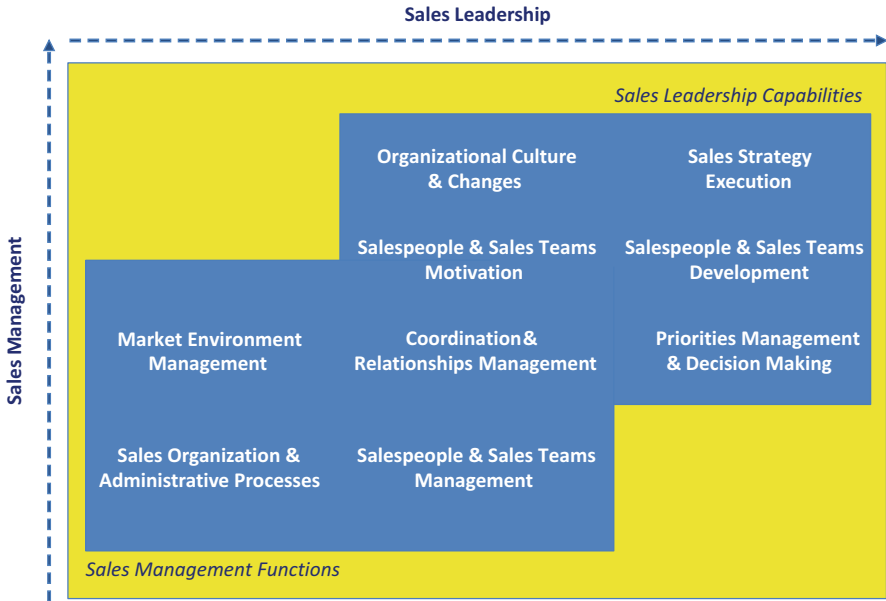 Sales Leadership
Sales Management
Sales Leadership Capabilities
Organizational Culture
& Changes
Sales Strategy
Execution
Salespeople & Sales Teams
Motivation
Salespeople & Sales Teams
Development
Market Environment
Management
Coordination &
Relationships Management
Priorities Management
& Decision Making
Sales Organization &
Administrative Processes
Salespeople & Sales Teams
Management
Sales Management Functions